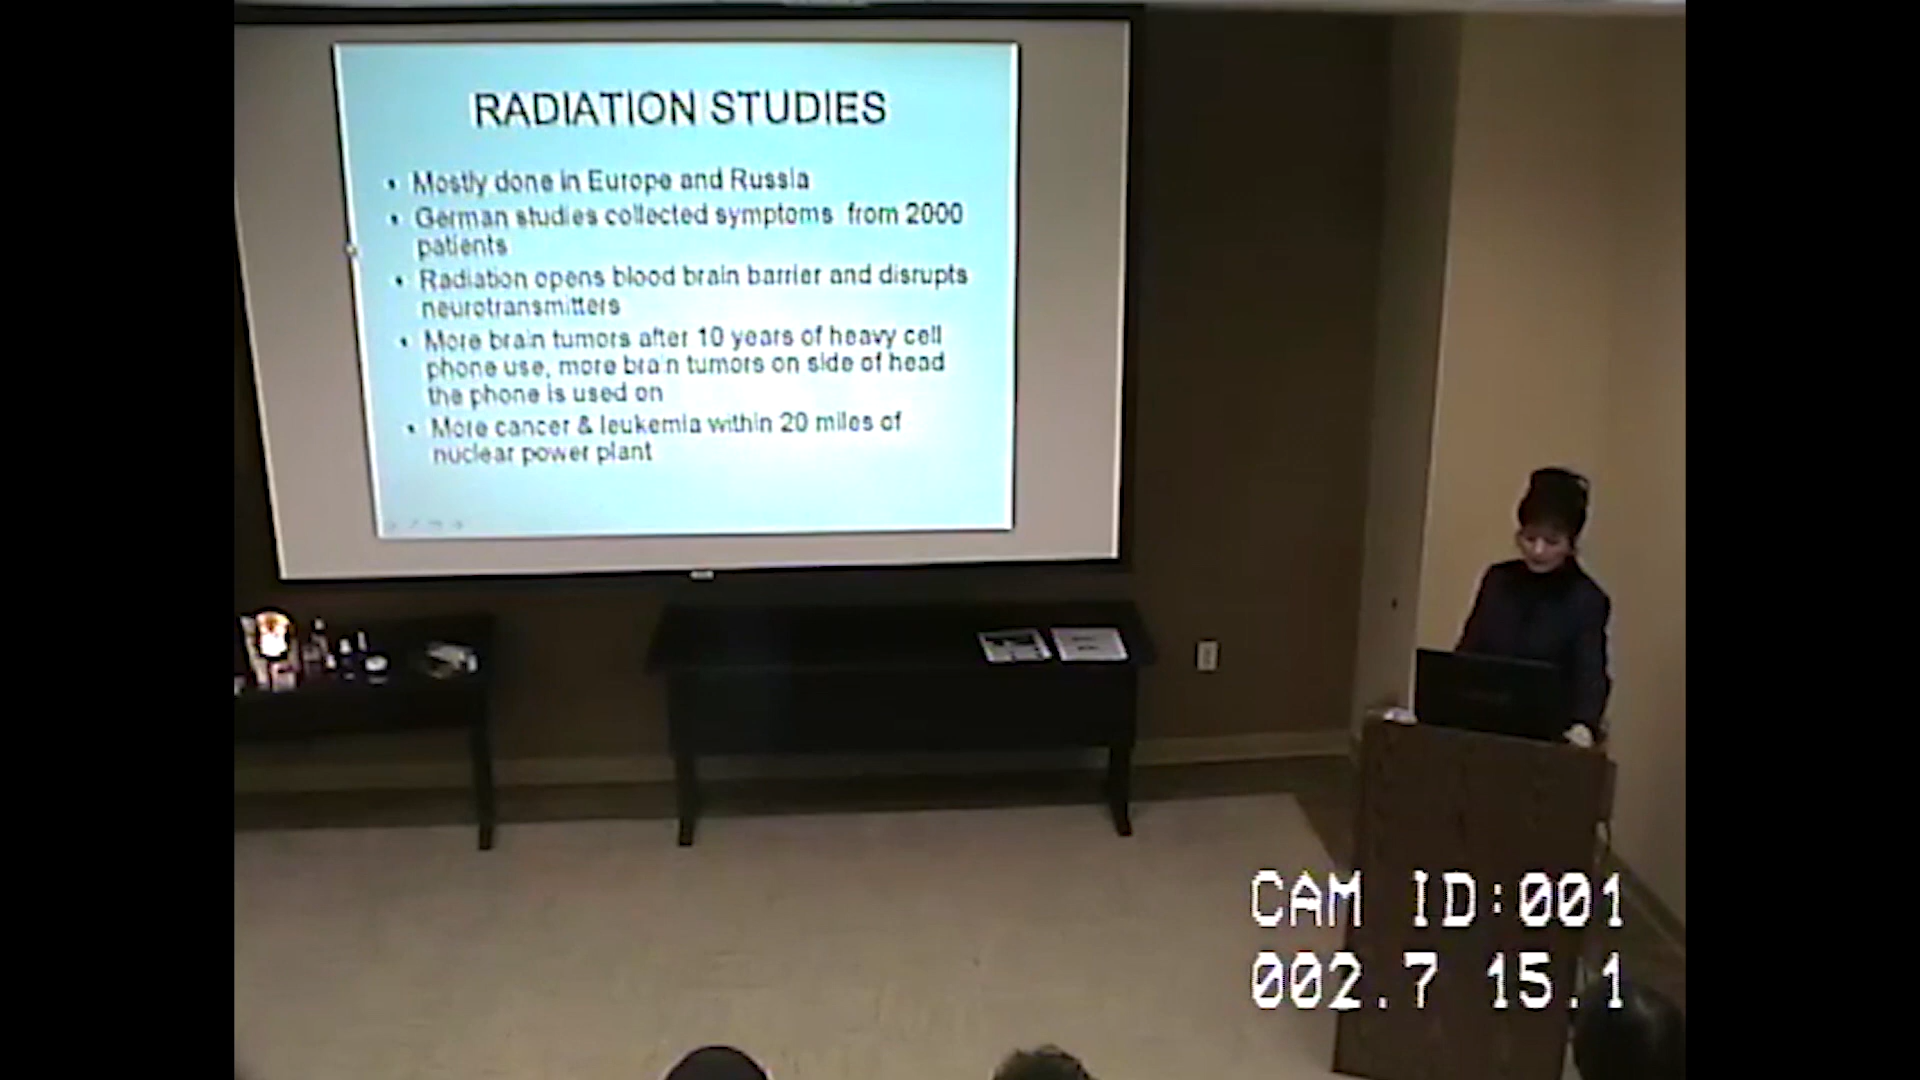 RADIATION STUDIES
• Mostly done in Europe and Russia
• German studies collected symptoms from 2000
patients
• Radiation opens blood brain barrier and disrupts
neurotransmitters
• More brain tumors after 10 years of heavy cell
phone use, more brain tumors on side of head
the phone is used on
• More cancer & leukemia within 20 miles of
nuclear power plant
CAM ID:001
002.7 15.1